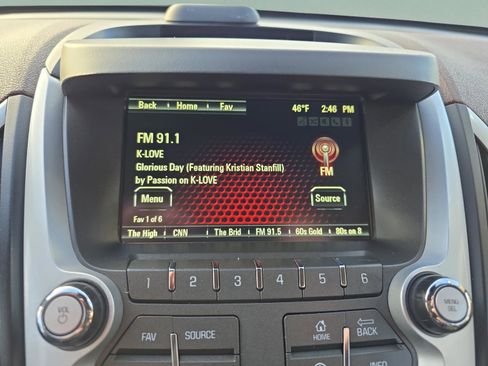 Back Home Fav 46°F 2:46 PM
FM 91.1
K-LOVE
Glorious Day (Featuring Kristian Stanfill)
by Passion on K-LOVE
FM
Menu Source
Fav 1 of 6
The High CNN The Brid FM 91.5 60s Gold 80s on 8
1 2 3 4 5 6
VOL
MENU
SEL
FAV SOURCE HOME BACK
INFO